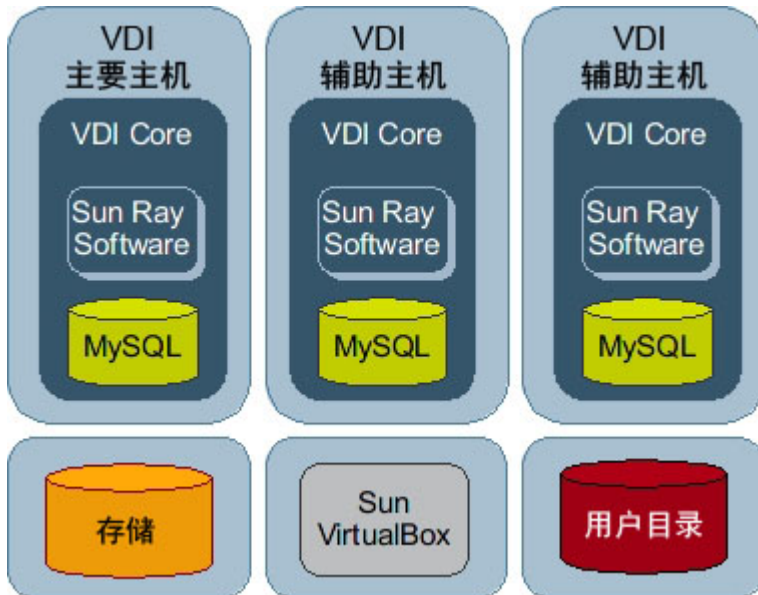 VDI
主要主机
VDI Core
Sun Ray
Software
MySQL
VDI
辅助主机
VDI Core
Sun Ray
Software
MySQL
VDI
辅助主机
VDI Core
Sun Ray
Software
MySQL
存储
Sun
VirtualBox
用户目录